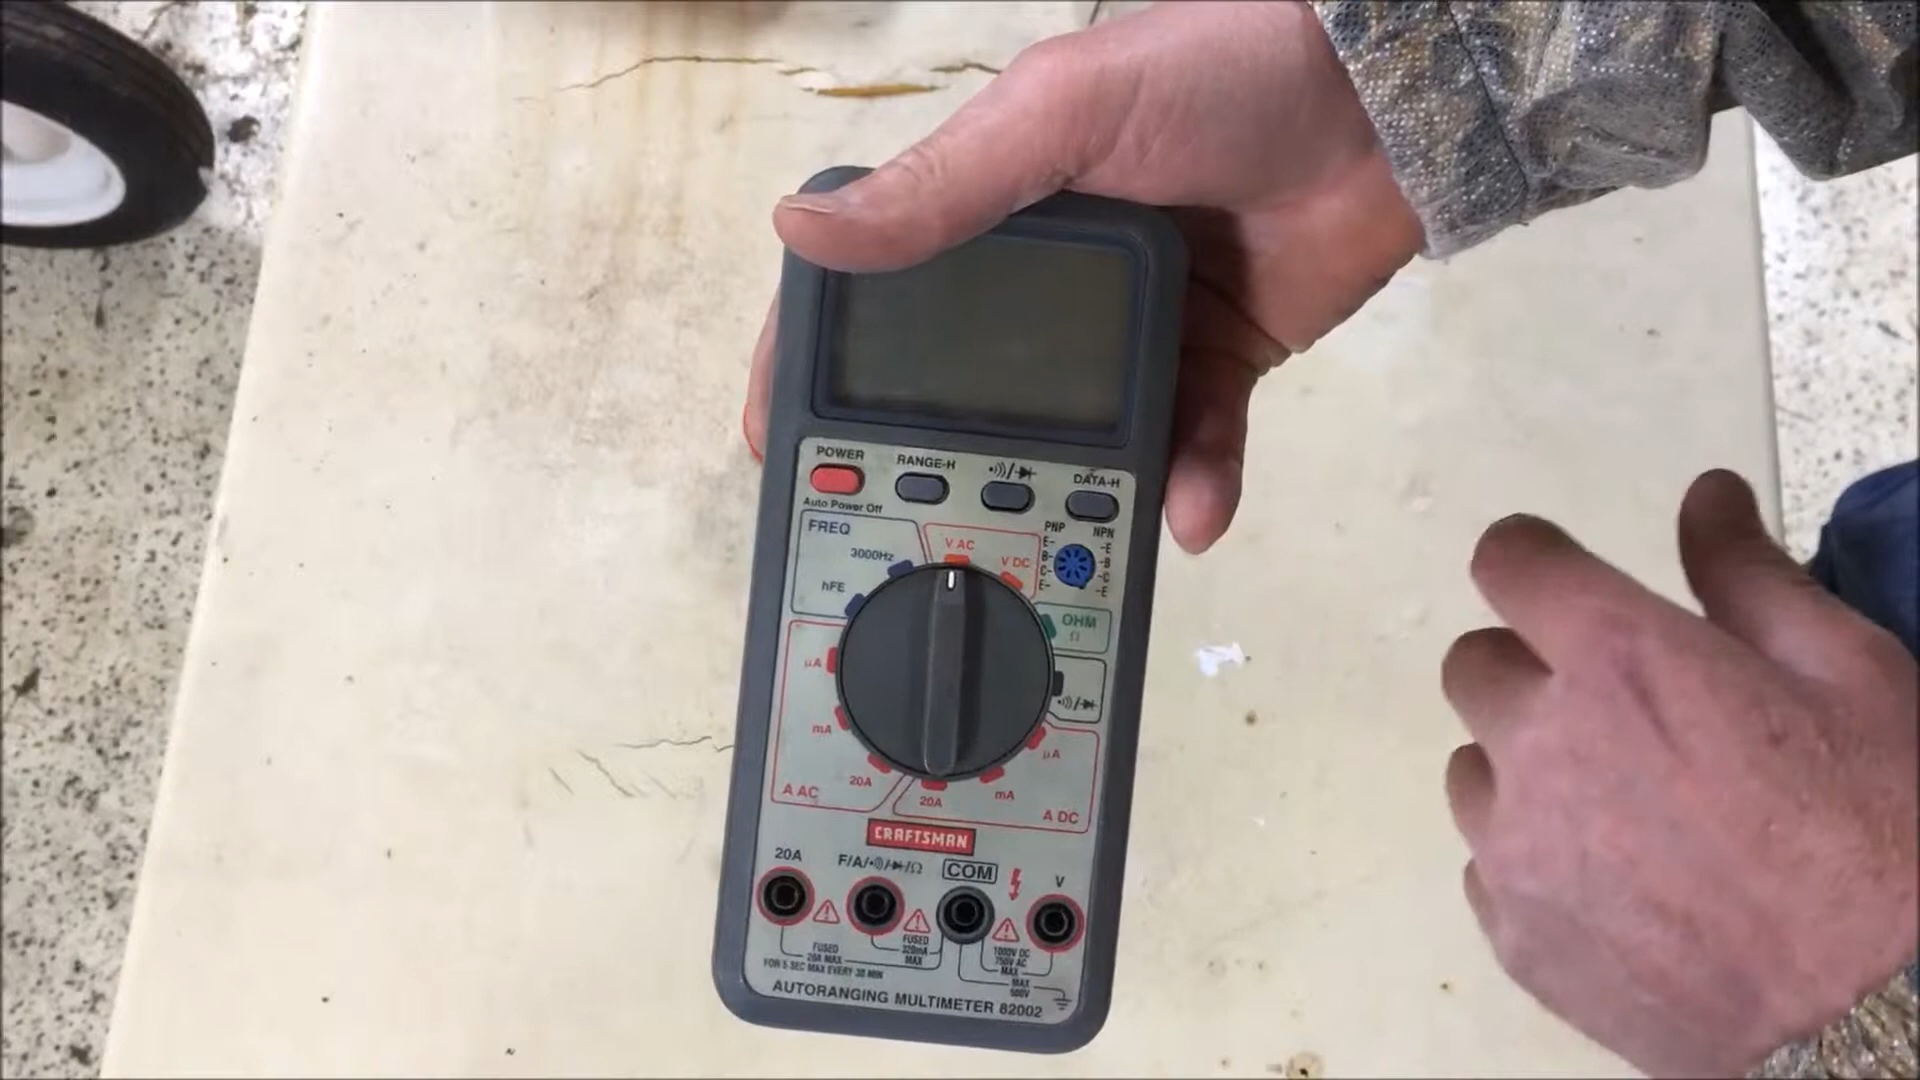 POWER
RANGE-H
•)))/
DATA-H
Auto Power Off
PNP
NPN
E-
B-
C-
E-
-E
-B
-C
-E
FREQ
3000Hz
hFE
V AC
V DC
OHM
Ω
•)))/
µA
mA
20A
A AC
µA
mA
20A
A DC
CRAFTSMAN
20A
F/A/•)))/ /Ω
COM
V
FUSED
20A MAX
FOR 5 SEC MAX EVERY 30 MIN
FUSED
320mA
MAX
1000V DC
750V AC
MAX
MAX
500V
AUTORANGING MULTIMETER 82002